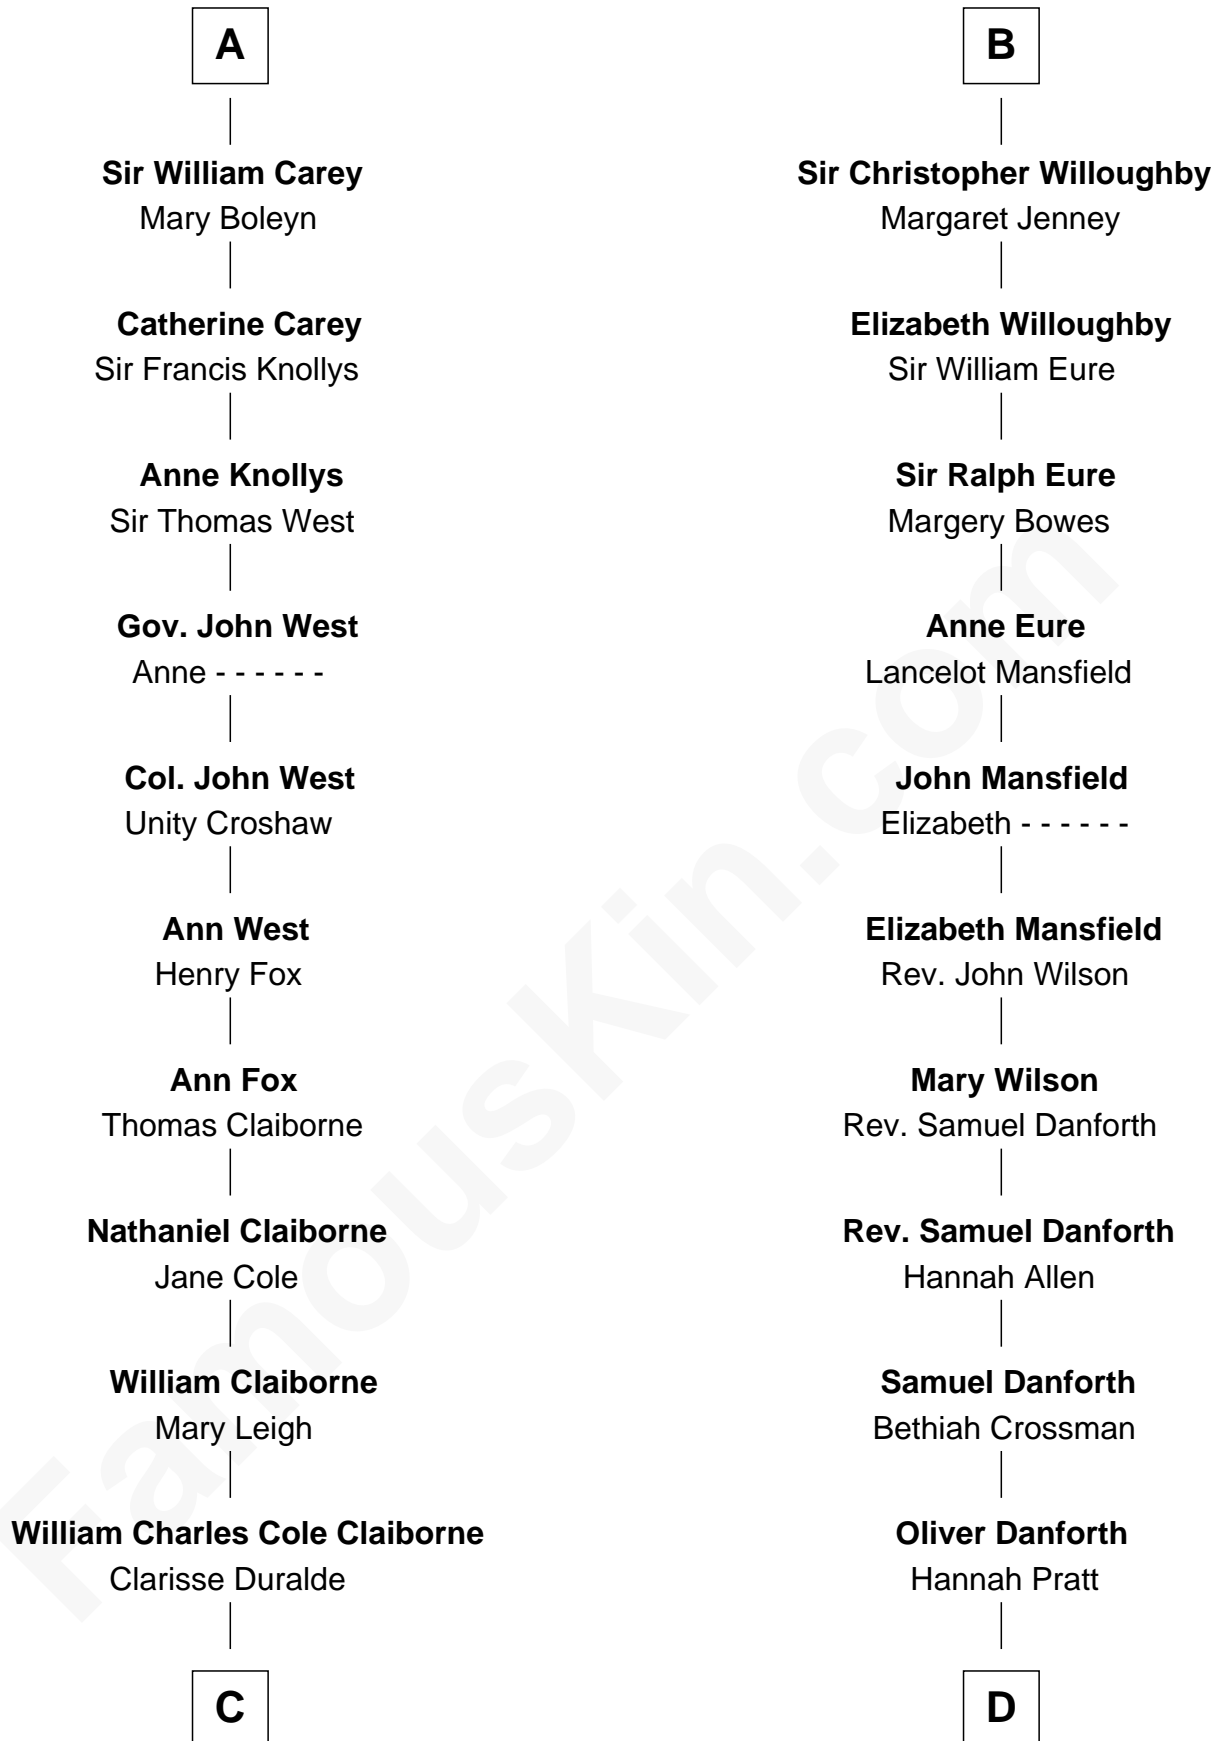 A
Sir William Carey
Mary Boleyn
Catherine Carey
Sir Francis Knollys
Anne Knollys
Sir Thomas West
Gov. John West
Anne - - - - - -
Col. John West
Unity Croshaw
Ann West
Henry Fox
Ann Fox
Thomas Claiborne
Nathaniel Claiborne
Jane Cole
William Claiborne
Mary Leigh
William Charles Cole Claiborne
Clarisse Duralde
C
B
Sir Christopher Willoughby
Margaret Jenney
Elizabeth Willoughby
Sir William Eure
Sir Ralph Eure
Margery Bowes
Anne Eure
Lancelot Mansfield
John Mansfield
Elizabeth - - - - - -
Elizabeth Mansfield
Rev. John Wilson
Mary Wilson
Rev. Samuel Danforth
Rev. Samuel Danforth
Hannah Allen
Samuel Danforth
Bethiah Crossman
Oliver Danforth
Hannah Pratt
D
FamousKin.com